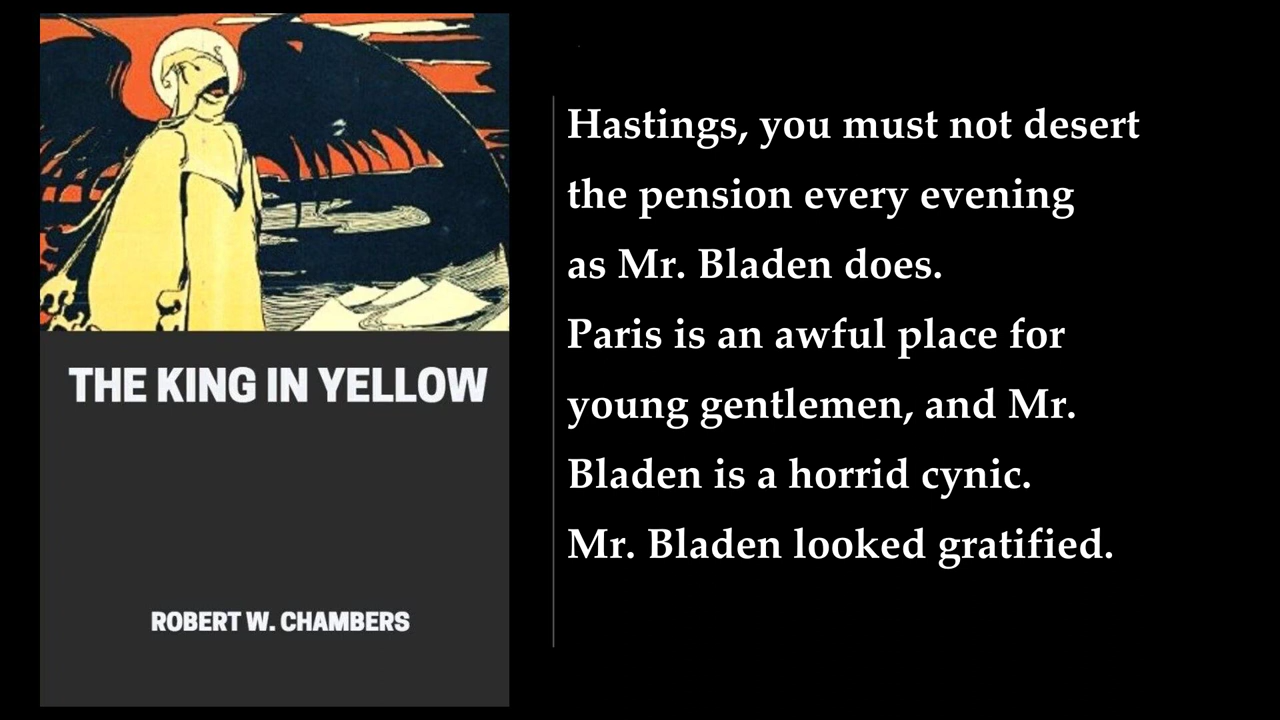 THE KING IN YELLOW
ROBERT W. CHAMBERS
Hastings, you must not desert
the pension every evening
as Mr. Bladen does.
Paris is an awful place for
young gentlemen, and Mr.
Bladen is a horrid cynic.
Mr. Bladen looked gratified.